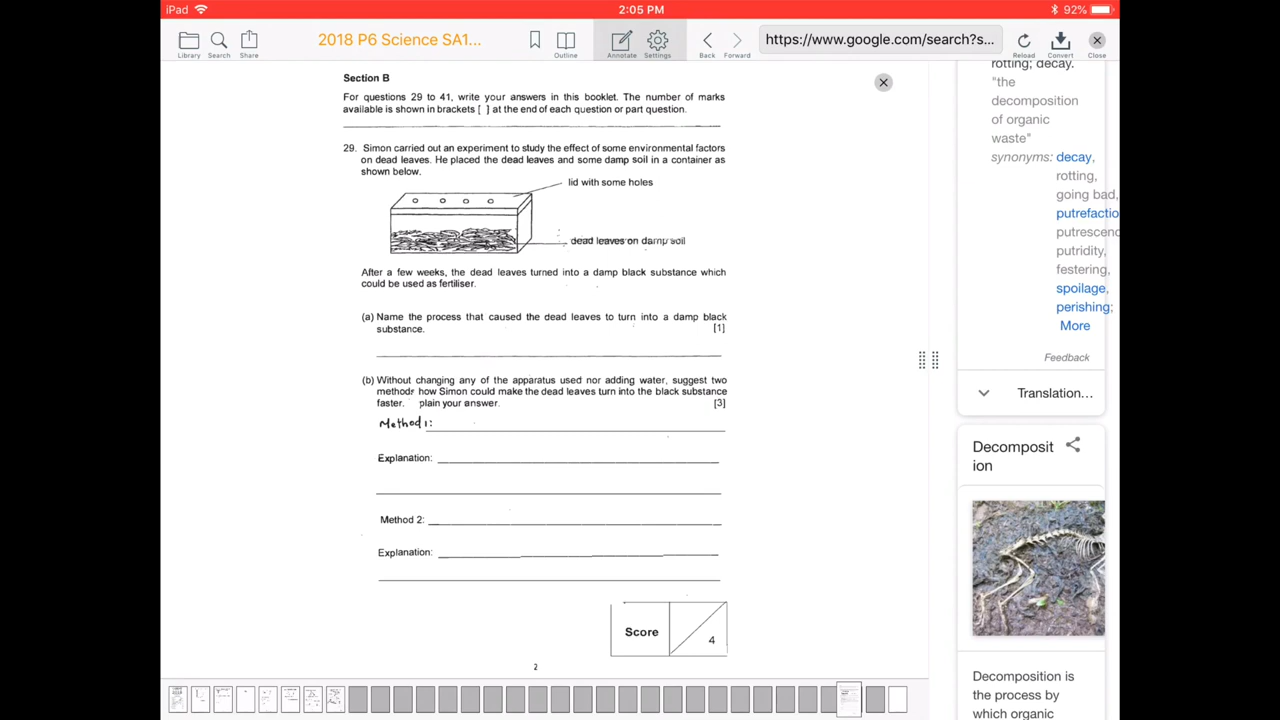 iPad
2:05 PM
92%
Library
Search
Share
2018 P6 Science SA1...
Outline
Annotate
Settings
Back
Forward
https://www.google.com/search?s...
Reload
Convert
Close
Section B
For questions 29 to 41, write your answers in this booklet. The number of marks
available is shown in brackets [ ] at the end of each question or part question.
29. Simon carried out an experiment to study the effect of some environmental factors
on dead leaves. He placed the dead leaves and some damp soil in a container as
shown below.
lid with some holes
dead leaves on damp soil
After a few weeks, the dead leaves turned into a damp black substance which
could be used as fertiliser.
(a) Name the process that caused the dead leaves to turn into a damp black
substance. [1]
(b) Without changing any of the apparatus used nor adding water, suggest two
methods how Simon could make the dead leaves turn into the black substance
faster. plain your answer. [3]
Method 1:
Explanation:
Method 2:
Explanation:
Score
4
2
rotting; decay.
"the
decomposition
of organic
waste"
synonyms: decay,
rotting,
going bad,
putrefactio
putrescenc
putridity,
festering,
spoilage,
perishing;
More
Feedback
Translation...
Decomposit
ion
Decomposition is
the process by
which organic